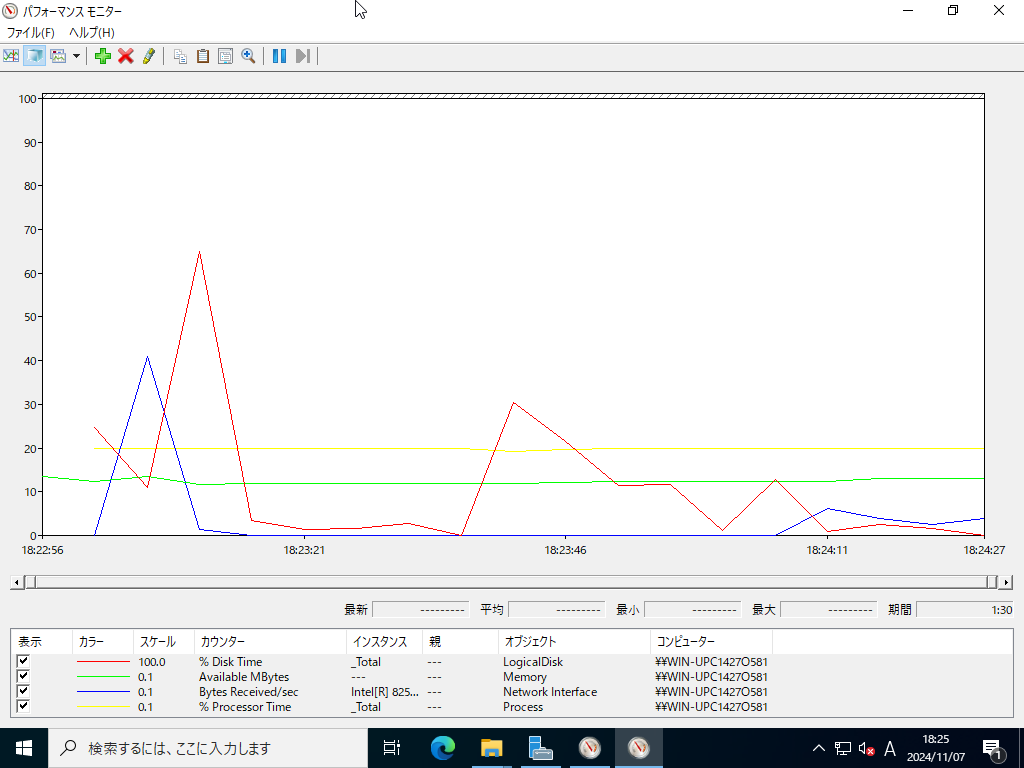 パフォーマンス モニター
ファイル(F) ヘルプ(H)
100
90
80
70
60
50
40
30
20
10
0
18:22:56 18:23:21 18:23:46 18:24:11 18:24:27
最新 --------- 平均 --------- 最小 --------- 最大 --------- 期間 1:30
表示 カラー スケール カウンター インスタンス 親 オブジェクト コンピューター
100.0 % Disk Time _Total --- LogicalDisk ¥¥WIN-UPC1427O581
0.1 Available MBytes --- --- Memory ¥¥WIN-UPC1427O581
0.1 Bytes Received/sec Intel[R] 825... --- Network Interface ¥¥WIN-UPC1427O581
0.1 % Processor Time _Total --- Process ¥¥WIN-UPC1427O581
検索するには、ここに入力します
A
18:25
2024/11/07
1